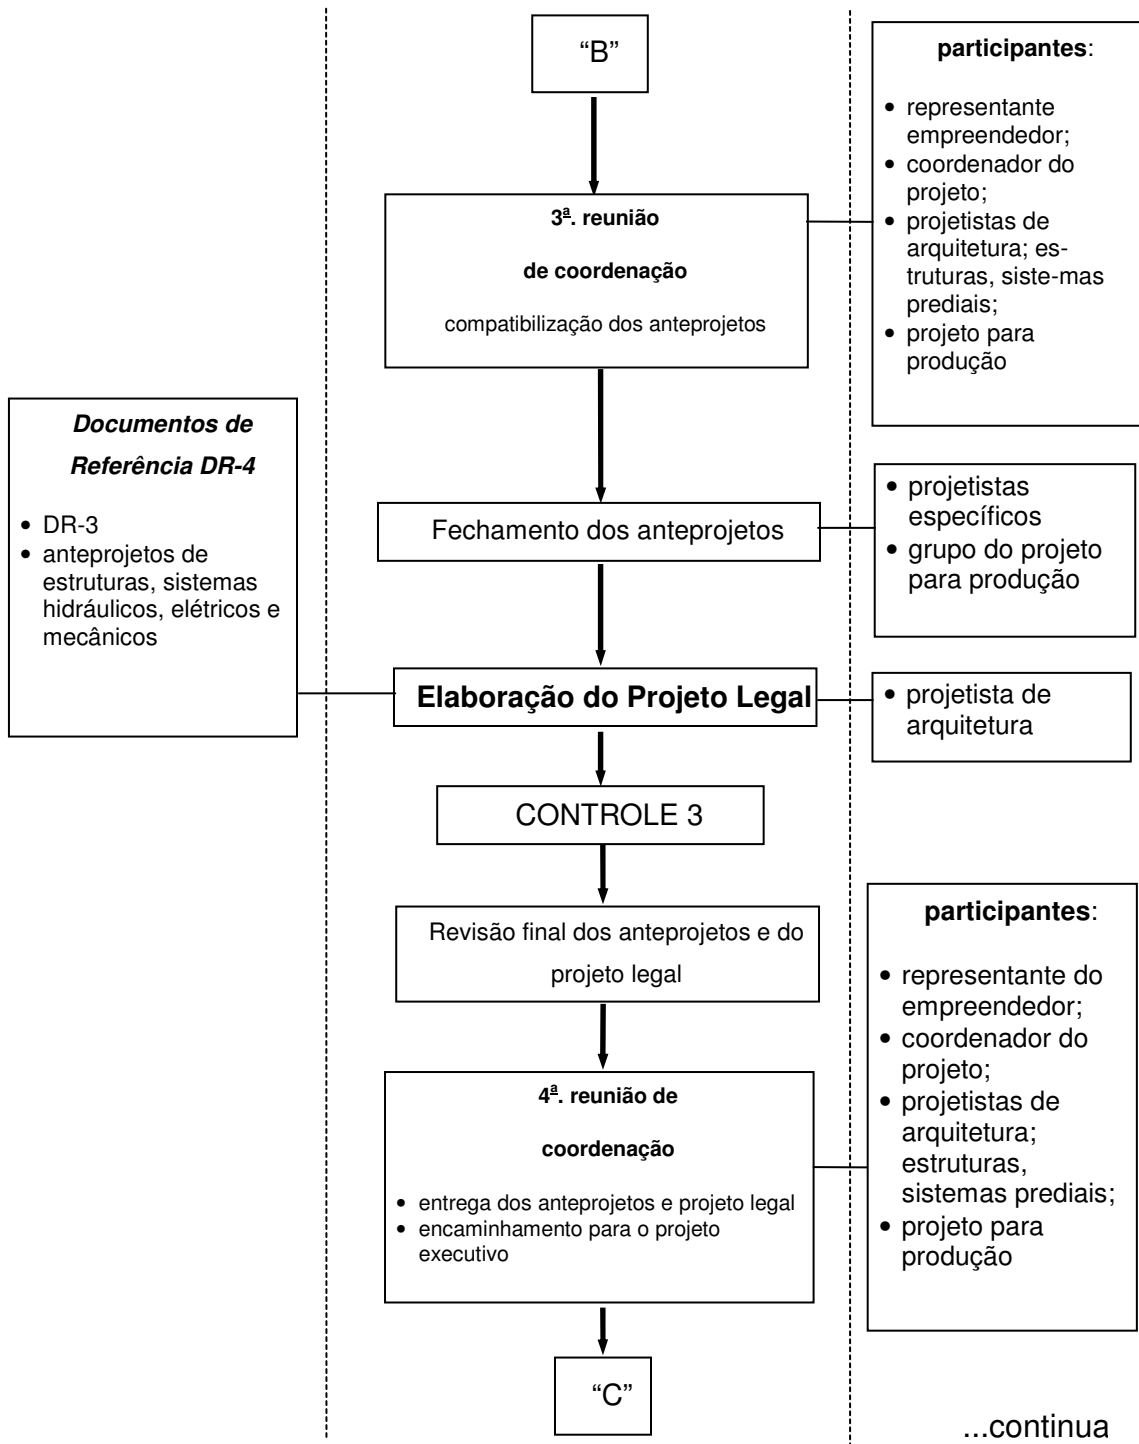 “B”
participantes:
• representante
empreendedor;
• coordenador do
projeto;
• projetistas de
arquitetura; es-
truturas, siste-mas
prediais;
• projeto para
produção
3ª. reunião
de coordenação
compatibilização dos anteprojetos
Documentos de
Referência DR-4
• DR-3
• anteprojetos de
estruturas, sistemas
hidráulicos, elétricos e
mecânicos
Fechamento dos anteprojetos
• projetistas
específicos
• grupo do projeto
para produção
Elaboração do Projeto Legal
• projetista de
arquitetura
CONTROLE 3
Revisão final dos anteprojetos e do
projeto legal
participantes:
• representante do
empreendedor;
• coordenador do
projeto;
• projetistas de
arquitetura;
estruturas,
sistemas prediais;
• projeto para
produção
4ª. reunião de
coordenação
• entrega dos anteprojetos e projeto legal
• encaminhamento para o projeto
executivo
“C”
...continua